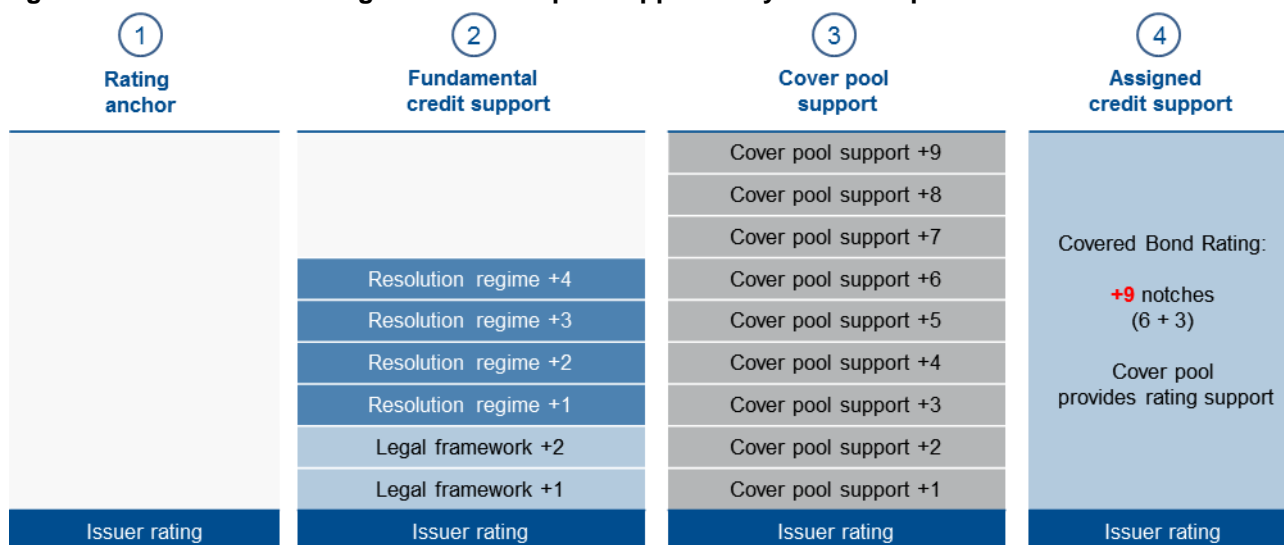 1
Rating
anchor
Issuer rating
2
Fundamental
credit support
Resolution regime +4
Resolution regime +3
Resolution regime +2
Resolution regime +1
Legal framework +2
Legal framework +1
Issuer rating
3
Cover pool
support
Cover pool support +9
Cover pool support +8
Cover pool support +7
Cover pool support +6
Cover pool support +5
Cover pool support +4
Cover pool support +3
Cover pool support +2
Cover pool support +1
Issuer rating
4
Assigned
credit support
Covered Bond Rating:
+9 notches
(6 + 3)
Cover pool
provides rating support
Issuer rating